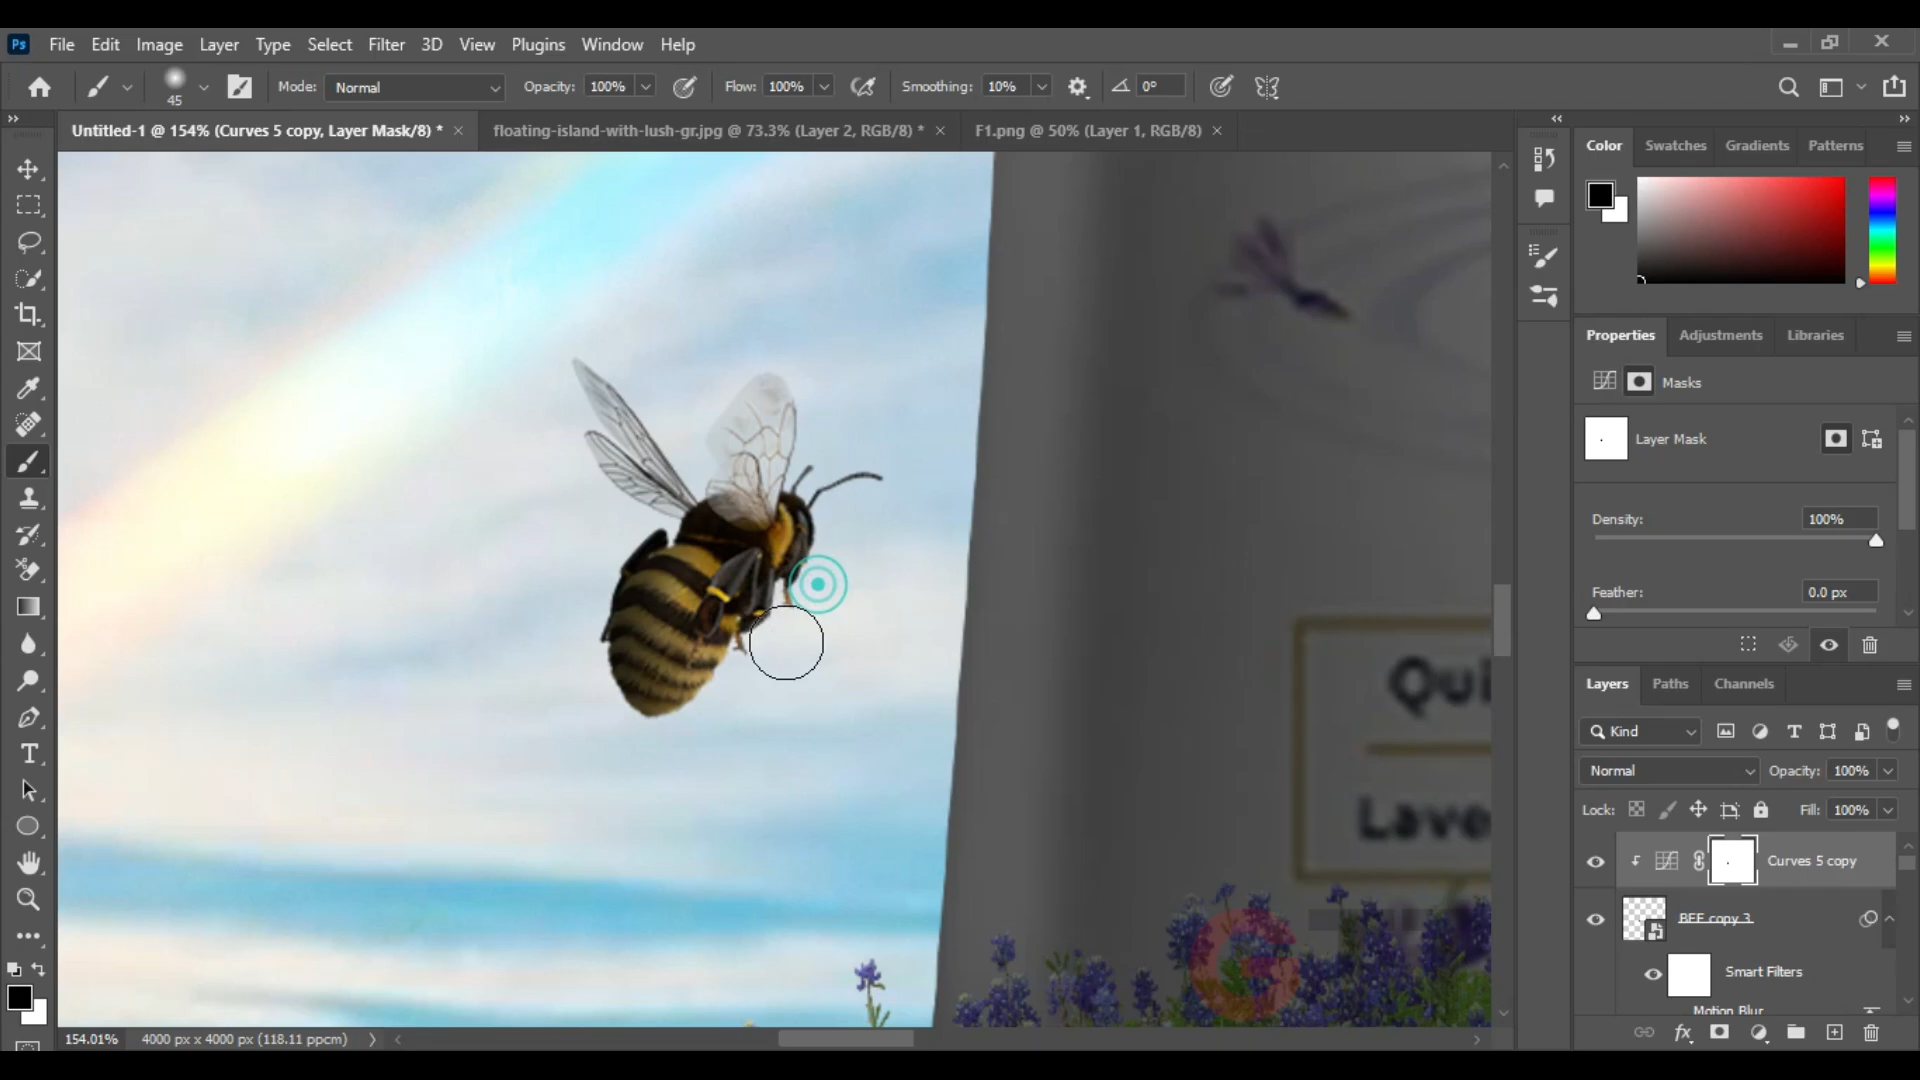 Ps File Edit Image Layer Type Select Filter 3D View Plugins Window Help
45 Mode: Normal Opacity: 100% Flow: 100% Smoothing: 10% 0°
Untitled-1 @ 154% (Curves 5 copy, Layer Mask/8) * × floating-island-with-lush-gr.jpg @ 73.3% (Layer 2, RGB/8) * × F1.png @ 50% (Layer 1, RGB/8) ×
Color Swatches Gradients Patterns
Properties Adjustments Libraries
Masks
Layer Mask
Density: 100%
Feather: 0.0 px
Layers Paths Channels
Kind
Normal Opacity: 100%
Lock: Fill: 100%
Curves 5 copy
BEE copy 3
Smart Filters
Motion Blur
Qui
Lave
G
154.01% 4000 px x 4000 px (118.11 ppcm)